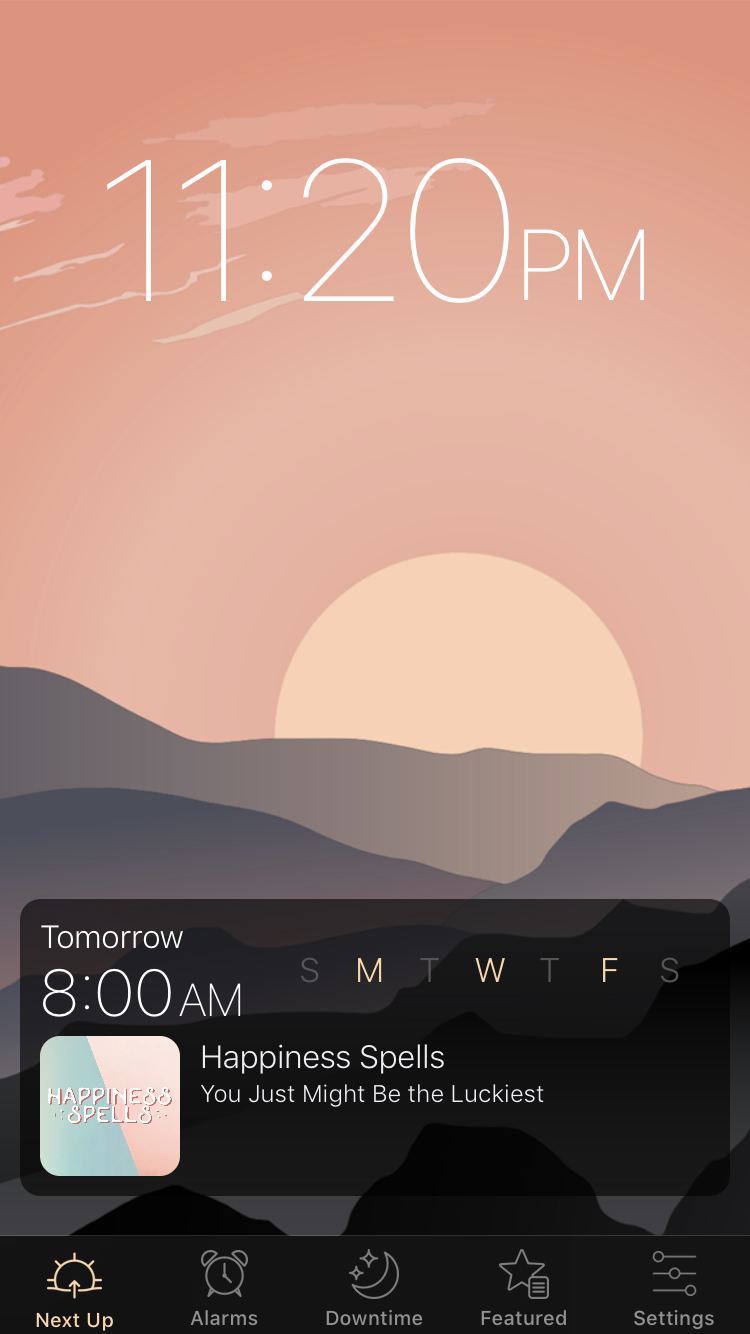 11:20PM
Tomorrow
8:00AM
S M T W T F S
HAPPINESS
SPELLS
Happiness Spells
You Just Might Be the Luckiest
Next Up
Alarms
Downtime
Featured
Settings